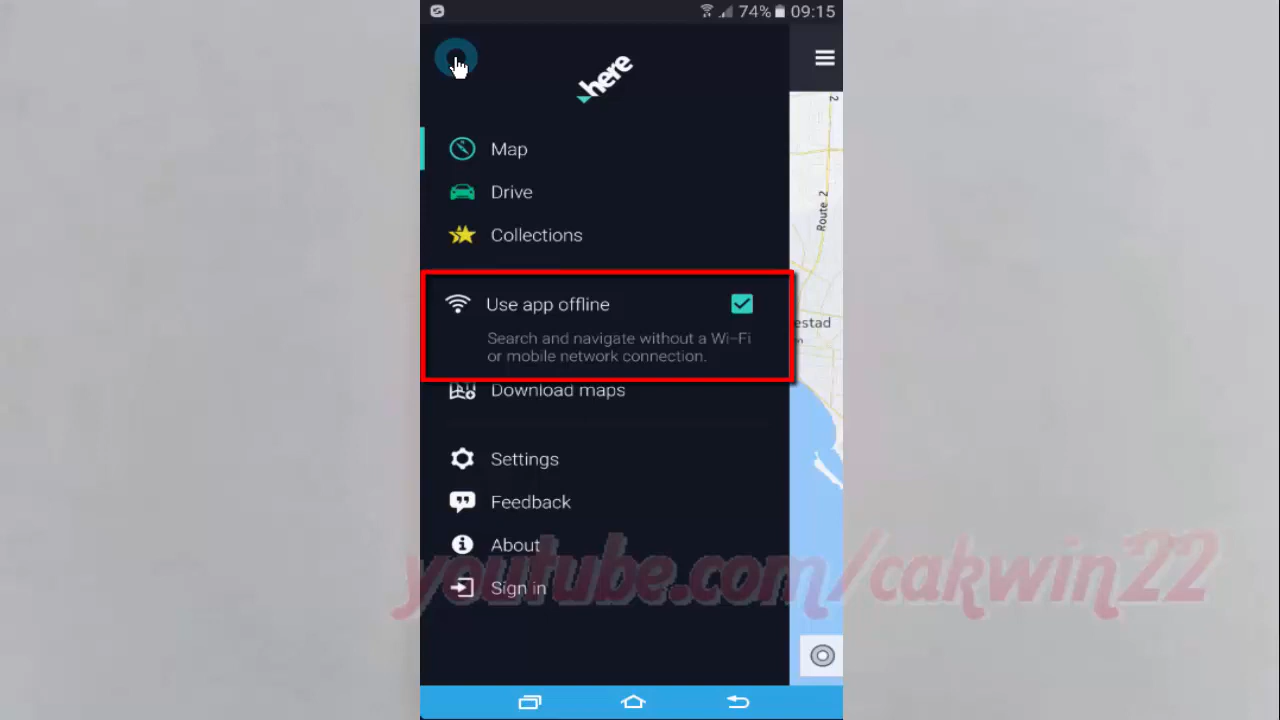 74% 09:15
here
Map
Drive
Collections
Use app offline
Search and navigate without a Wi-Fi
or mobile network connection.
Download maps
Settings
Feedback
About
Sign in
2
Route 2
estad
youtube.com/cakwin22